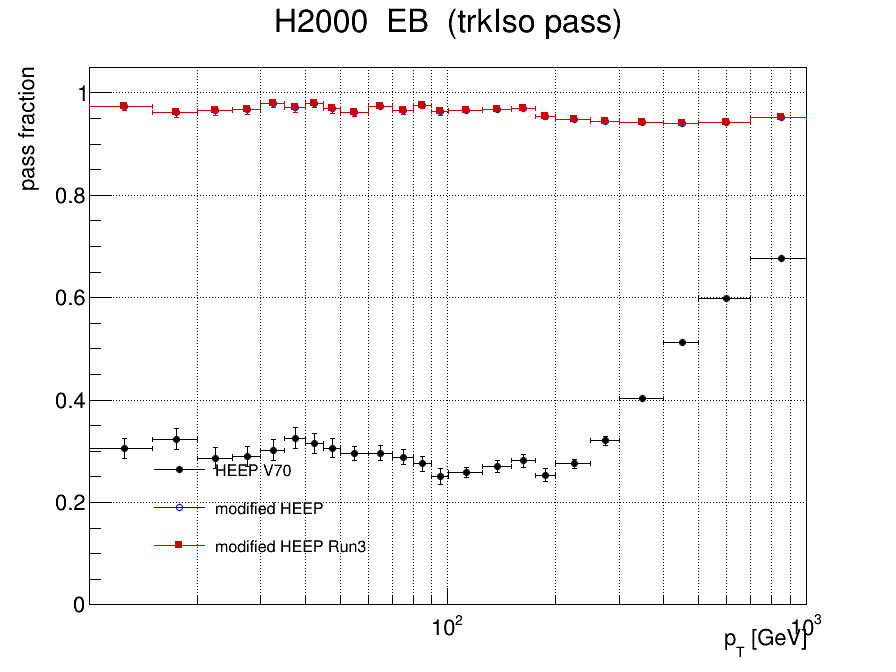 H2000 EB (trkIso pass)
pass fraction
1
0.8
0.6
0.4
0.2
0
HEEP V70
modified HEEP
modified HEEP Run3
10²
10³
p_T [GeV]